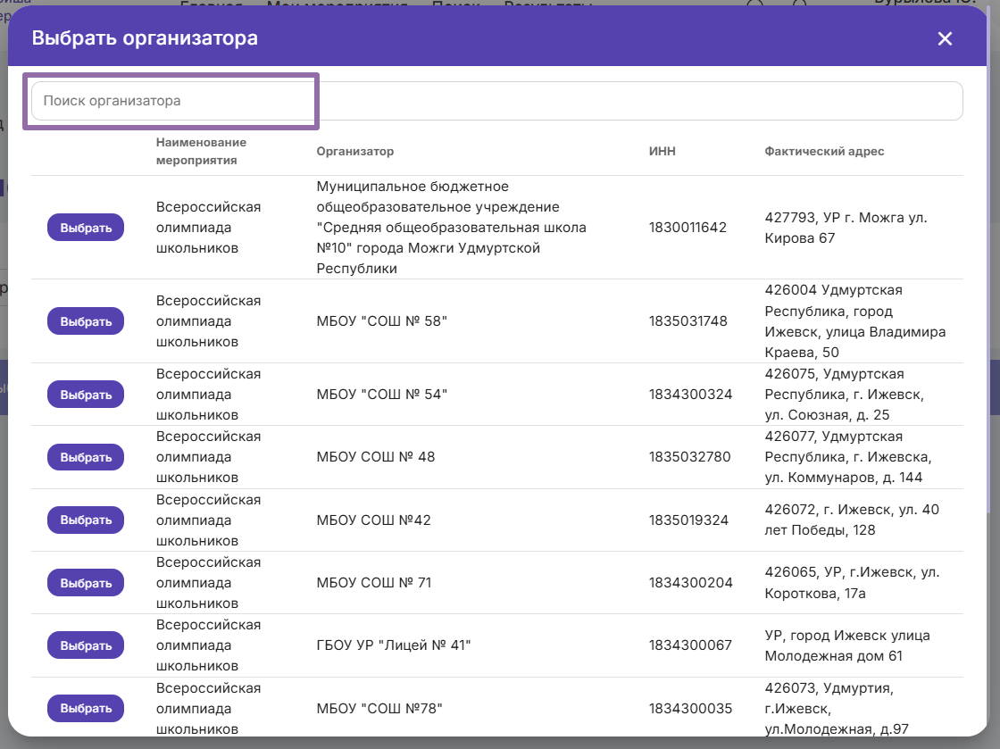 Главная Мои мероприятия Поиск Результаты
Бурылова Ю.
Выбрать организатора
Поиск организатора
Наименование
мероприятия
Организатор
ИНН
Фактический адрес
Выбрать
Всероссийская
олимпиада
школьников
Муниципальное бюджетное
общеобразовательное учреждение
"Средняя общеобразовательная школа
№10" города Можги Удмуртской
Республики
1830011642
427793, УР г. Можга ул.
Кирова 67
Выбрать
Всероссийская
олимпиада
школьников
МБОУ "СОШ № 58"
1835031748
426004 Удмуртская
Республика, город
Ижевск, улица Владимира
Краева, 50
Выбрать
Всероссийская
олимпиада
школьников
МБОУ "СОШ № 54"
1834300324
426075, Удмуртская
Республика, г. Ижевск,
ул. Союзная, д. 25
Выбрать
Всероссийская
олимпиада
школьников
МБОУ СОШ № 48
1835032780
426077, Удмуртская
Республика, г. Ижевска,
ул. Коммунаров, д. 144
Выбрать
Всероссийская
олимпиада
школьников
МБОУ СОШ №42
1835019324
426072, г. Ижевск, ул. 40
лет Победы, 128
Выбрать
Всероссийская
олимпиада
школьников
МБОУ СОШ № 71
1834300204
426065, УР, г.Ижевск, ул.
Короткова, 17а
Выбрать
Всероссийская
олимпиада
школьников
ГБОУ УР "Лицей № 41"
1834300067
УР, город Ижевск улица
Молодежная дом 61
Выбрать
Всероссийская
олимпиада
школьников
МБОУ "СОШ №78"
1834300035
426073, Удмуртия,
г.Ижевск,
ул.Молодежная, д.97